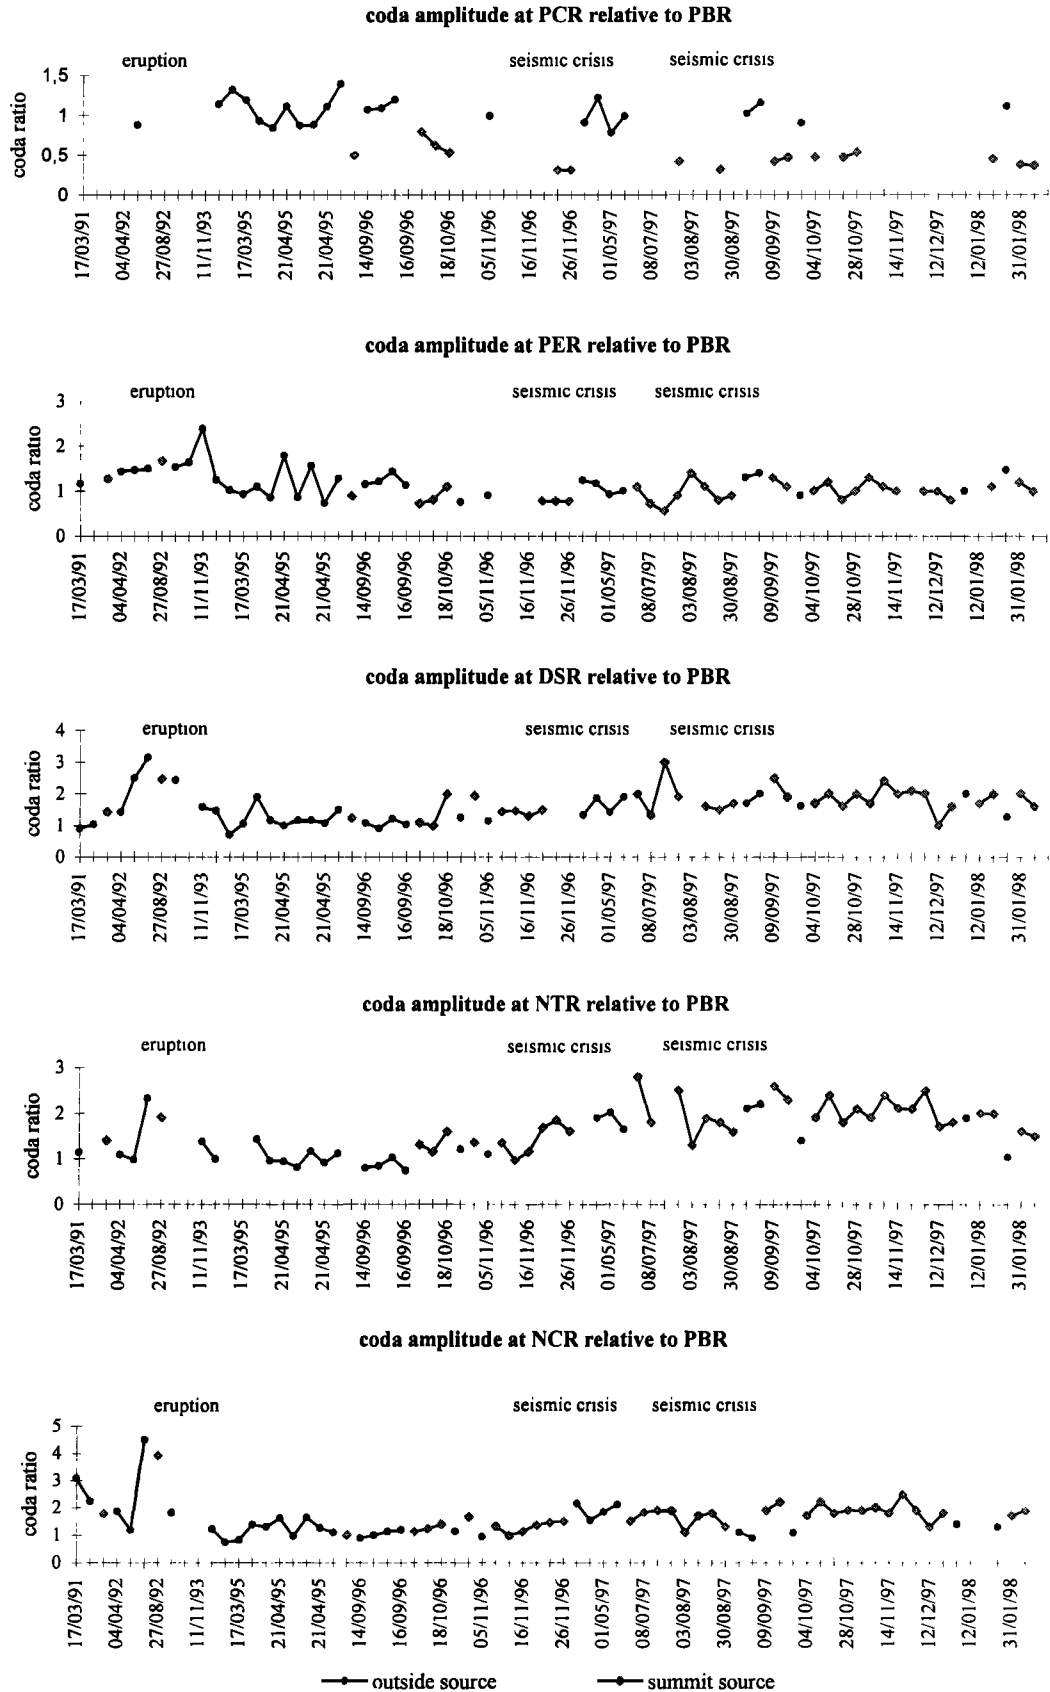 coda amplitude at PCR relative to PBR
eruption seismic crisis seismic crisis
coda ratio
1,5
1
0,5
0
17/03/91 04/04/92 27/08/92 11/11/93 17/03/95 21/04/95 21/04/95 14/09/96 16/09/96 18/10/96 05/11/96 16/11/96 26/11/96 01/05/97 08/07/97 03/08/97 30/08/97 09/09/97 04/10/97 28/10/97 14/11/97 12/12/97 12/01/98 31/01/98
coda amplitude at PER relative to PBR
eruption seismic crisis seismic crisis
coda ratio
3
2
1
0
17/03/91 04/04/92 27/08/92 11/11/93 17/03/95 21/04/95 21/04/95 14/09/96 16/09/96 18/10/96 05/11/96 16/11/96 26/11/96 01/05/97 08/07/97 03/08/97 30/08/97 09/09/97 04/10/97 28/10/97 14/11/97 12/12/97 12/01/98 31/01/98
coda amplitude at DSR relative to PBR
eruption seismic crisis seismic crisis
coda ratio
4
3
2
1
0
17/03/91 04/04/92 27/08/92 11/11/93 17/03/95 21/04/95 21/04/95 14/09/96 16/09/96 18/10/96 05/11/96 16/11/96 26/11/96 01/05/97 08/07/97 03/08/97 30/08/97 09/09/97 04/10/97 28/10/97 14/11/97 12/12/97 12/01/98 31/01/98
coda amplitude at NTR relative to PBR
eruption seismic crisis seismic crisis
coda ratio
3
2
1
0
17/03/91 04/04/92 27/08/92 11/11/93 17/03/95 21/04/95 21/04/95 14/09/96 16/09/96 18/10/96 05/11/96 16/11/96 26/11/96 01/05/97 08/07/97 03/08/97 30/08/97 09/09/97 04/10/97 28/10/97 14/11/97 12/12/97 12/01/98 31/01/98
coda amplitude at NCR relative to PBR
eruption seismic crisis seismic crisis
coda ratio
5
4
3
2
1
0
17/03/91 04/04/92 27/08/92 11/11/93 17/03/95 21/04/95 21/04/95 14/09/96 16/09/96 18/10/96 05/11/96 16/11/96 26/11/96 01/05/97 08/07/97 03/08/97 30/08/97 09/09/97 04/10/97 28/10/97 14/11/97 12/12/97 12/01/98 31/01/98
outside source summit source